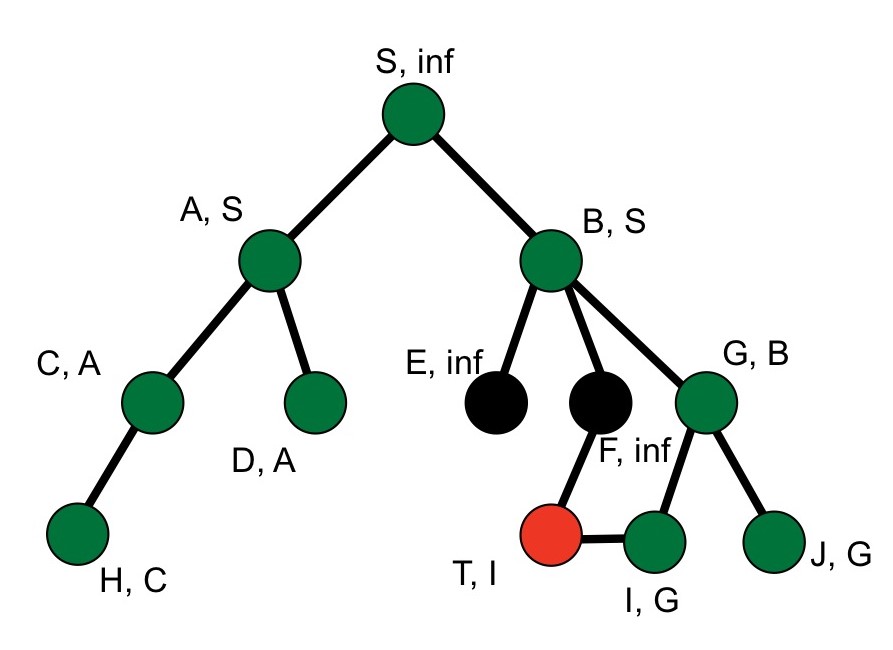 S, inf
A, S
B, S
C, A
E, inf
G, B
D, A
F, inf
H, C
T, I
I, G
J, G